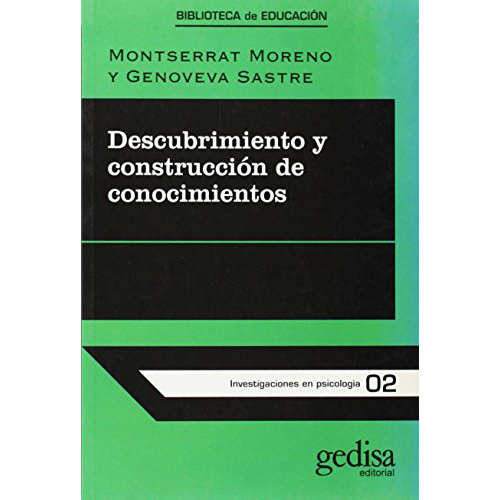 BIBLIOTECA de EDUCACIÓN
MONTSERRAT MORENO
Y GENOVEVA SASTRE
Descubrimiento y
construcción de
conocimientos
Investigaciones en psicología 02
gedisa
editorial